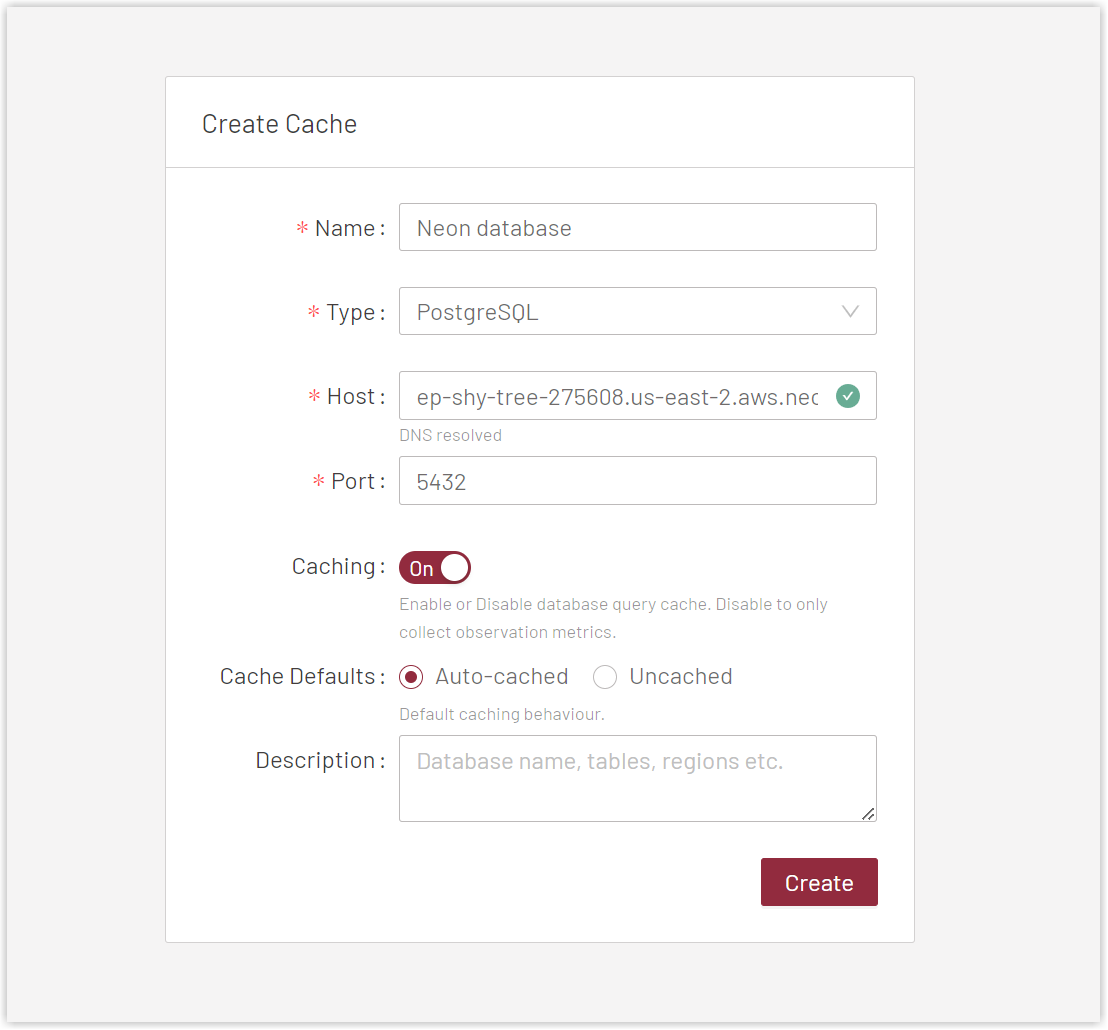 Create Cache
* Name : Neon database
* Type : PostgreSQL
* Host : ep-shy-tree-275608.us-east-2.aws.nec
DNS resolved
* Port : 5432
Caching : On
Enable or Disable database query cache. Disable to only
collect observation metrics.
Cache Defaults : Auto-cached Uncached
Default caching behaviour.
Description : Database name, tables, regions etc.
Create